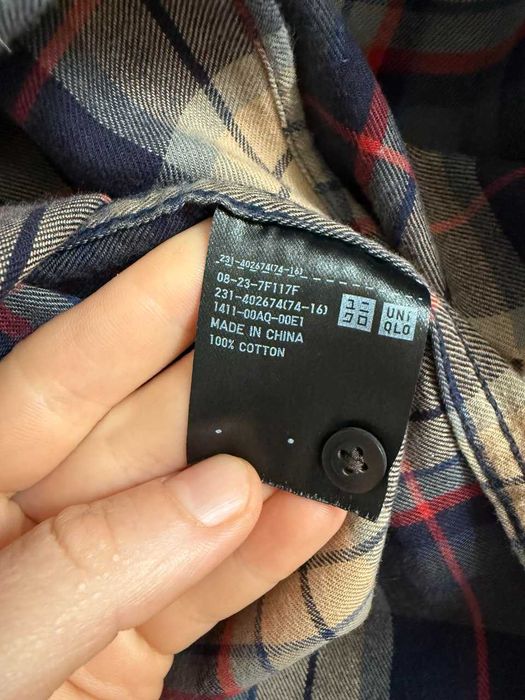 231-402674(74-16)
08-23-7F117F
231-402674(74-16)
1411-00AQ-00E1
MADE IN CHINA
100% COTTON
ユニ
クロ
UNI
QLO